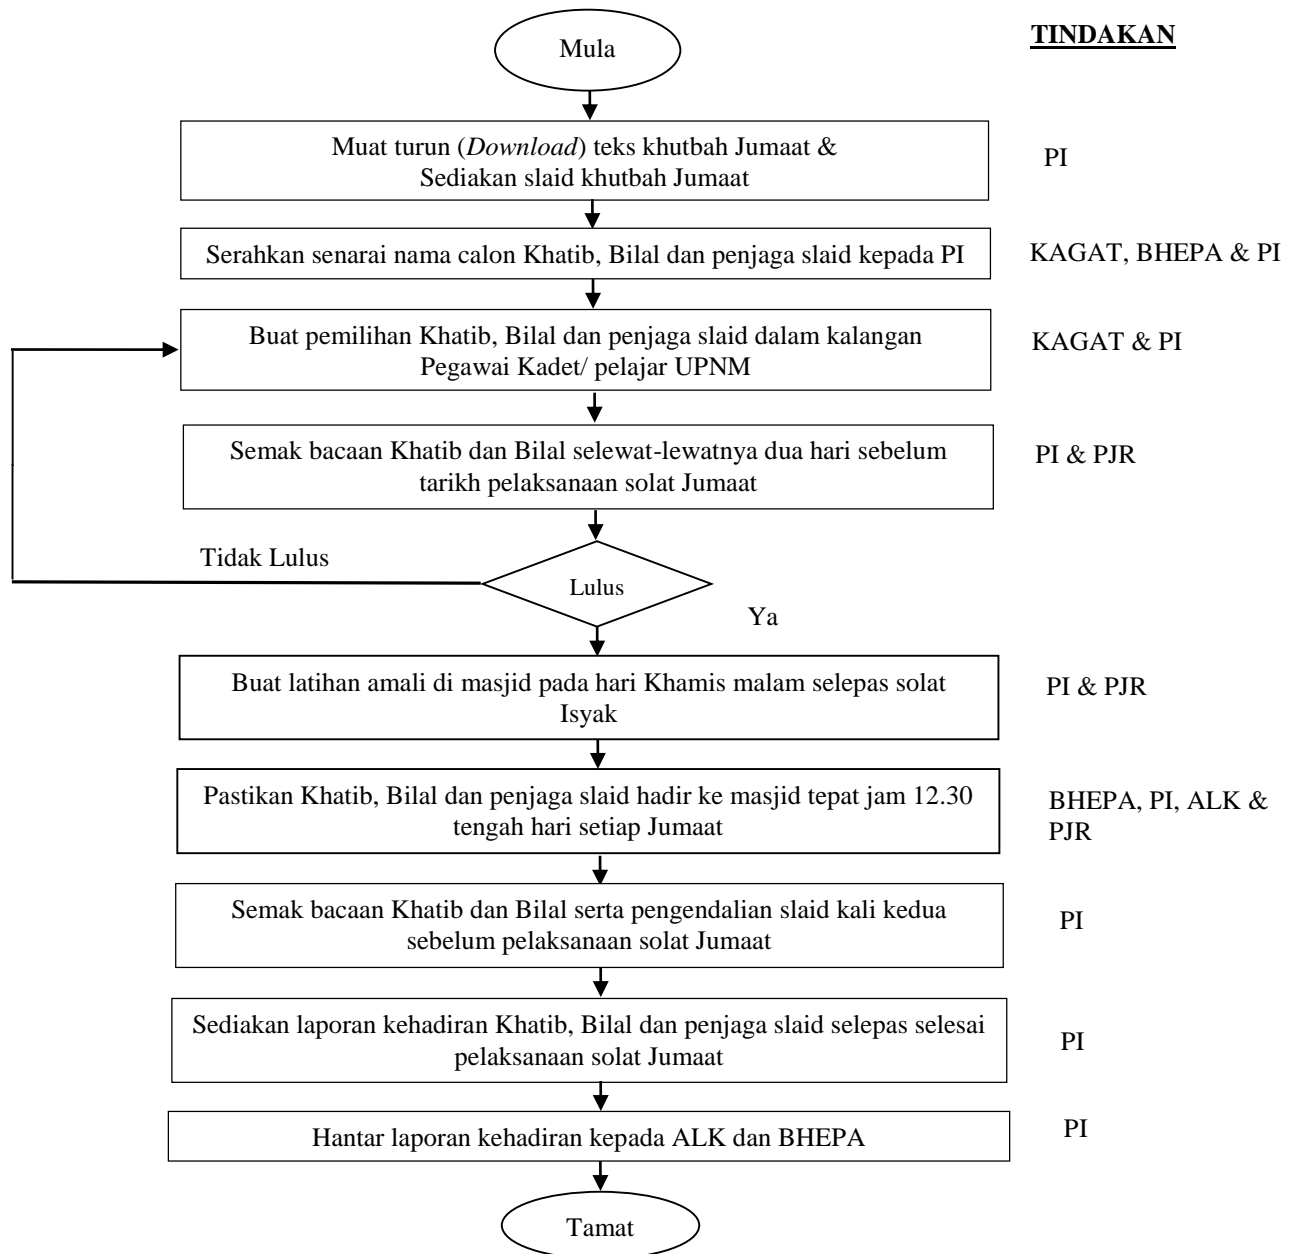 Mula
TINDAKAN
Muat turun (Download) teks khutbah Jumaat &
Sediakan slaid khutbah Jumaat
PI
Serahkan senarai nama calon Khatib, Bilal dan penjaga slaid kepada PI
KAGAT, BHEPA & PI
Buat pemilihan Khatib, Bilal dan penjaga slaid dalam kalangan
Pegawai Kadet/ pelajar UPNM
KAGAT & PI
Semak bacaan Khatib dan Bilal selewat-lewatnya dua hari sebelum
tarikh pelaksanaan solat Jumaat
PI & PJR
Tidak Lulus
Lulus
Ya
Buat latihan amali di masjid pada hari Khamis malam selepas solat
Isyak
PI & PJR
Pastikan Khatib, Bilal dan penjaga slaid hadir ke masjid tepat jam 12.30
tengah hari setiap Jumaat
BHEPA, PI, ALK &
PJR
Semak bacaan Khatib dan Bilal serta pengendalian slaid kali kedua
sebelum pelaksanaan solat Jumaat
PI
Sediakan laporan kehadiran Khatib, Bilal dan penjaga slaid selepas selesai
pelaksanaan solat Jumaat
PI
Hantar laporan kehadiran kepada ALK dan BHEPA
PI
Tamat